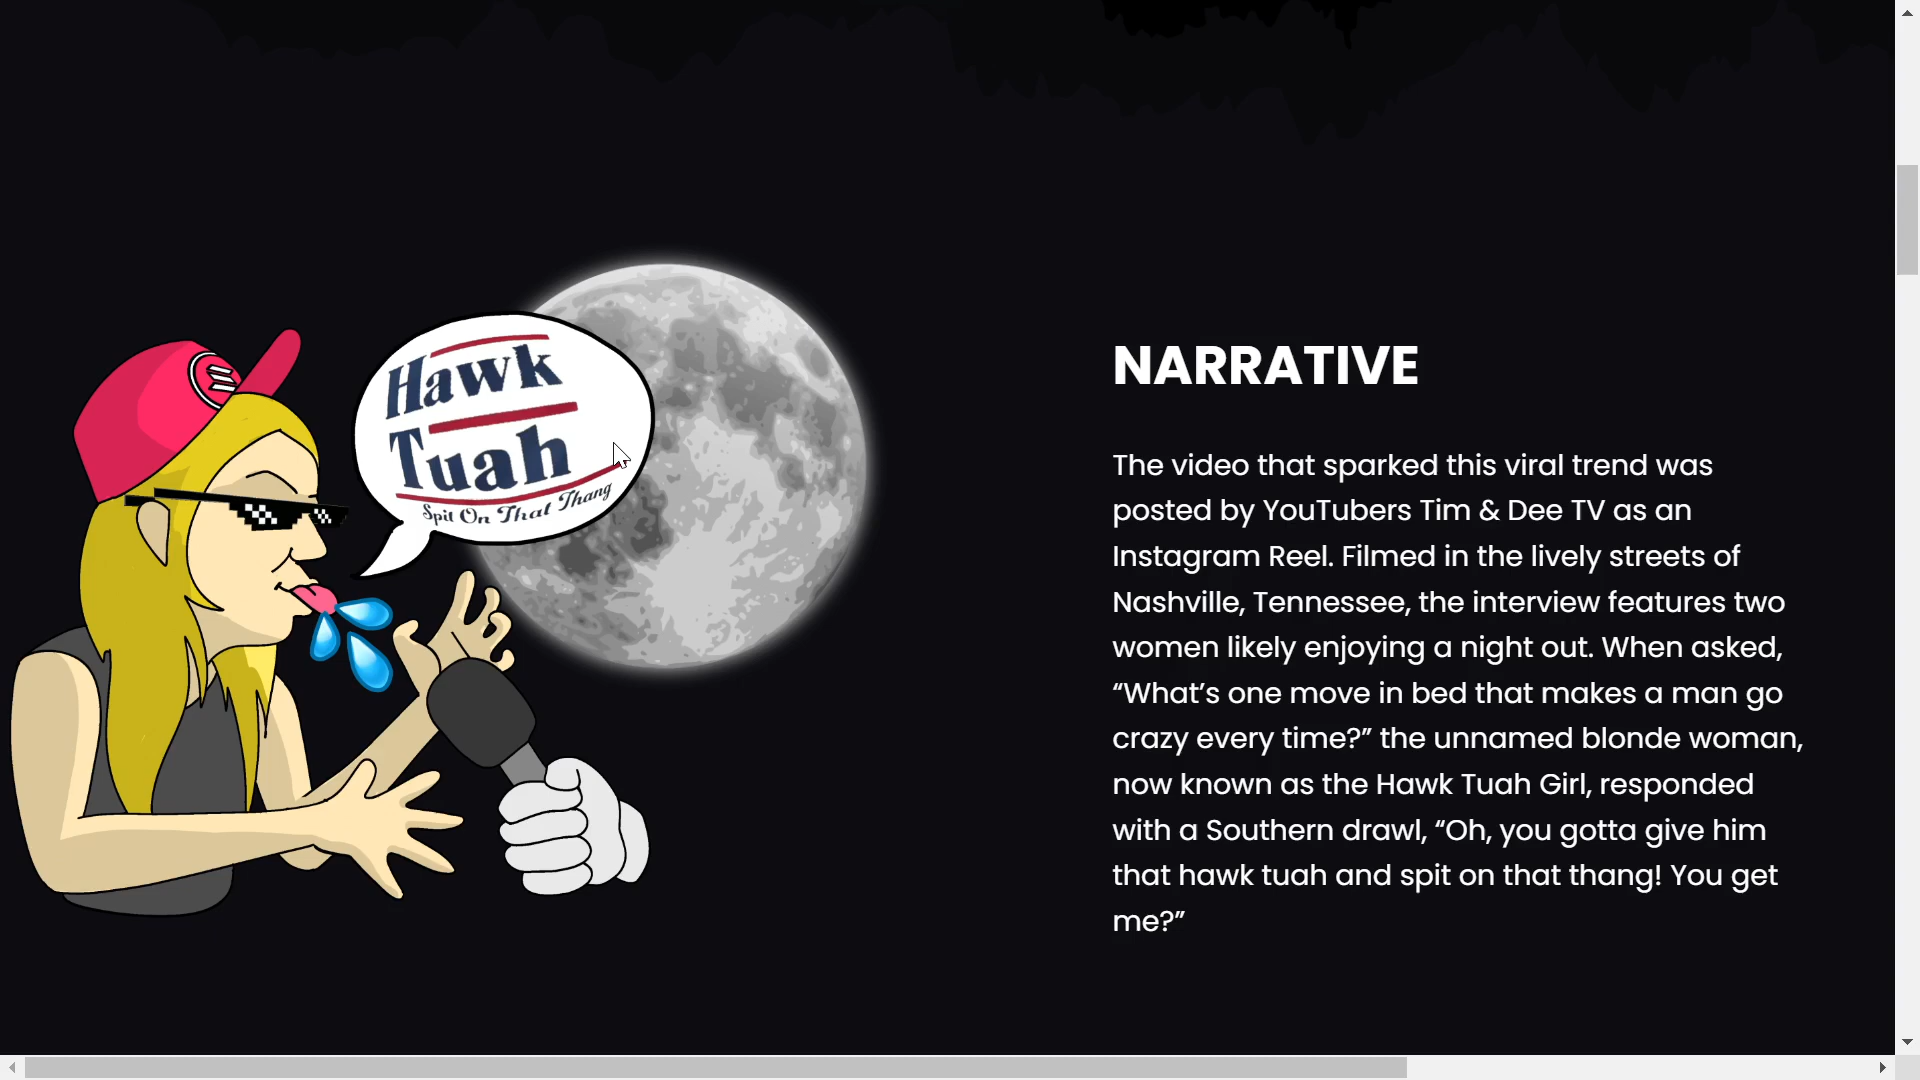 Hawk
Tuah
Spit On That Thang
NARRATIVE
The video that sparked this viral trend was
posted by YouTubers Tim & Dee TV as an
Instagram Reel. Filmed in the lively streets of
Nashville, Tennessee, the interview features two
women likely enjoying a night out. When asked,
“What’s one move in bed that makes a man go
crazy every time?” the unnamed blonde woman,
now known as the Hawk Tuah Girl, responded
with a Southern drawl, “Oh, you gotta give him
that hawk tuah and spit on that thang! You get
me?”